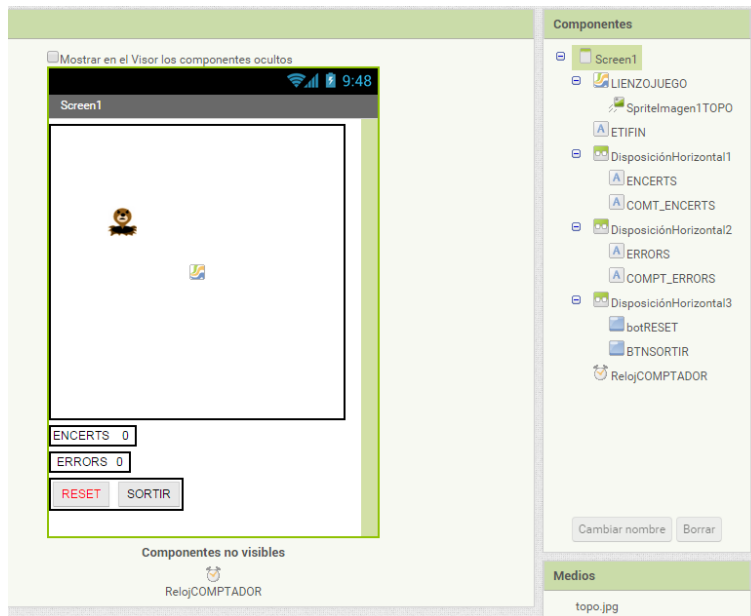 Componentes
Mostrar en el Visor los componentes ocultos
9:48
Screen1
ENCERTS 0
ERRORS 0
RESET SORTIR
Componentes no visibles
RelojCOMPTADOR
Screen1
LIENZOJUEGO
SpriteImagen1TOPO
A ETIFIN
DisposiciónHorizontal1
A ENCERTS
A COMT_ENCERTS
DisposiciónHorizontal2
A ERRORS
A COMPT_ERRORS
DisposiciónHorizontal3
botRESET
BTNSORTIR
RelojCOMPTADOR
Cambiar nombre Borrar
Medios
topo.jpg